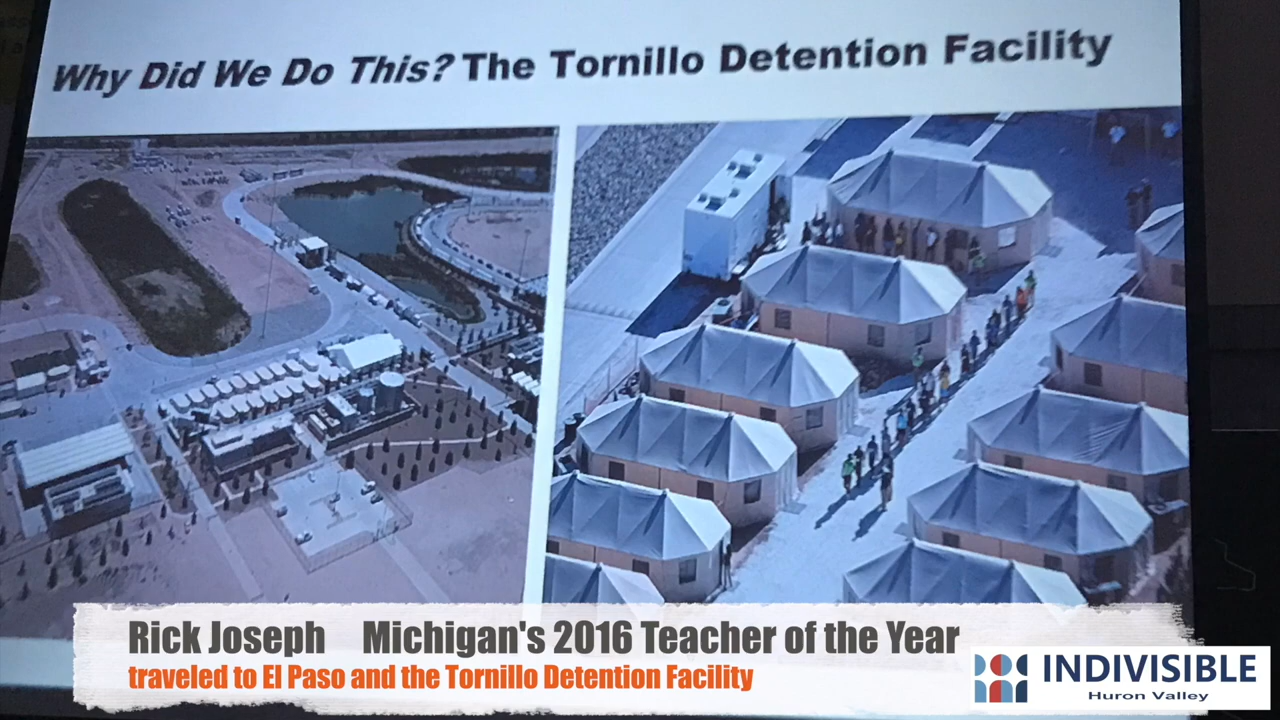 Why Did We Do This? The Tornillo Detention Facility
Rick Joseph Michigan's 2016 Teacher of the Year
traveled to El Paso and the Tornillo Detention Facility
INDIVISIBLE
Huron Valley